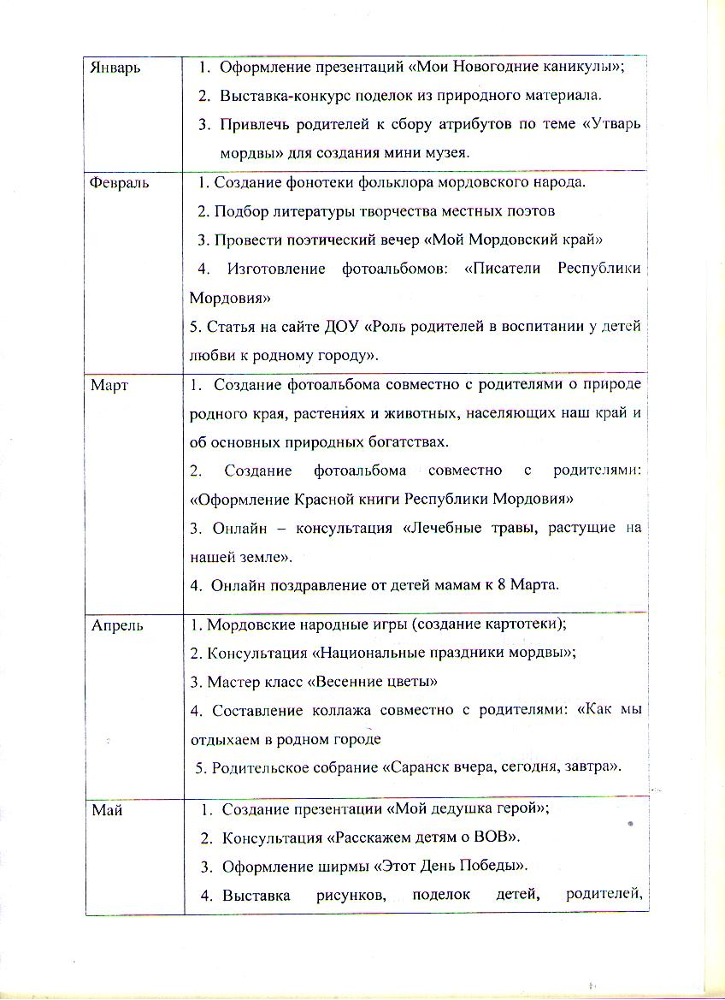 Январь
1. Оформление презентаций «Мои Новогодние каникулы»;
2. Выставка-конкурс поделок из природного материала.
3. Привлечь родителей к сбору атрибутов по теме «Утварь
мордвы» для создания мини музея.
Февраль
1. Создание фонотеки фольклора мордовского народа.
2. Подбор литературы творчества местных поэтов
3. Провести поэтический вечер «Мой Мордовский край»
4. Изготовление фотоальбомов: «Писатели Республики
Мордовия»
5. Статья на сайте ДОУ «Роль родителей в воспитании у детей
любви к родному городу».
Март
1. Создание фотоальбома совместно с родителями о природе
родного края, растениях и животных, населяющих наш край и
об основных природных богатствах.
2. Создание фотоальбома совместно с родителями:
«Оформление Красной книги Республики Мордовия»
3. Онлайн – консультация «Лечебные травы, растущие на
нашей земле».
4. Онлайн поздравление от детей мамам к 8 Марта.
Апрель
1. Мордовские народные игры (создание картотеки);
2. Консультация «Национальные праздники мордвы»;
3. Мастер класс «Весенние цветы»
4. Составление коллажа совместно с родителями: «Как мы
отдыхаем в родном городе
5. Родительское собрание «Саранск вчера, сегодня, завтра».
Май
1. Создание презентации «Мой дедушка герой»;
2. Консультация «Расскажем детям о ВОВ».
3. Оформление ширмы «Этот День Победы».
4. Выставка рисунков, поделок детей, родителей,